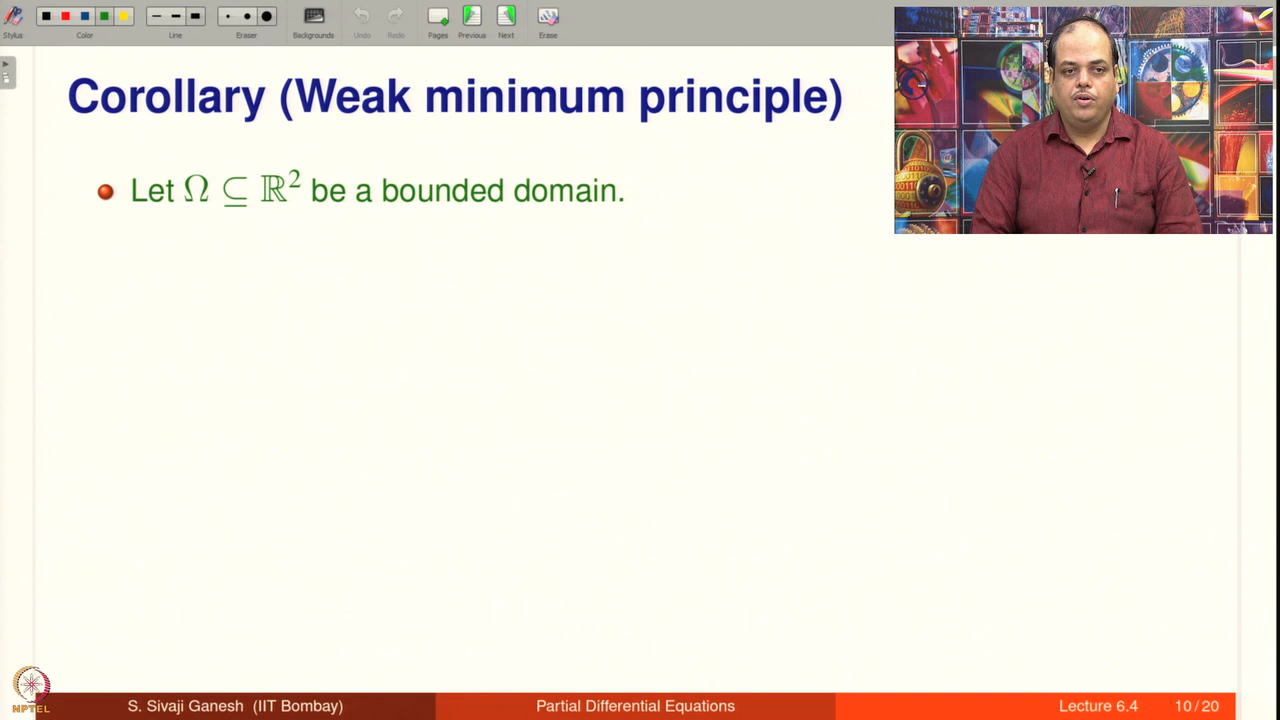 Stylus
Color
Line
Eraser
Backgrounds
Undo
Redo
Pages
Previous
Next
Erase
Corollary (Weak minimum principle)
Let Ω ⊆ ℝ² be a bounded domain.
NPTEL
S. Sivaji Ganesh (IIT Bombay)
Partial Differential Equations
Lecture 6.4
10/20